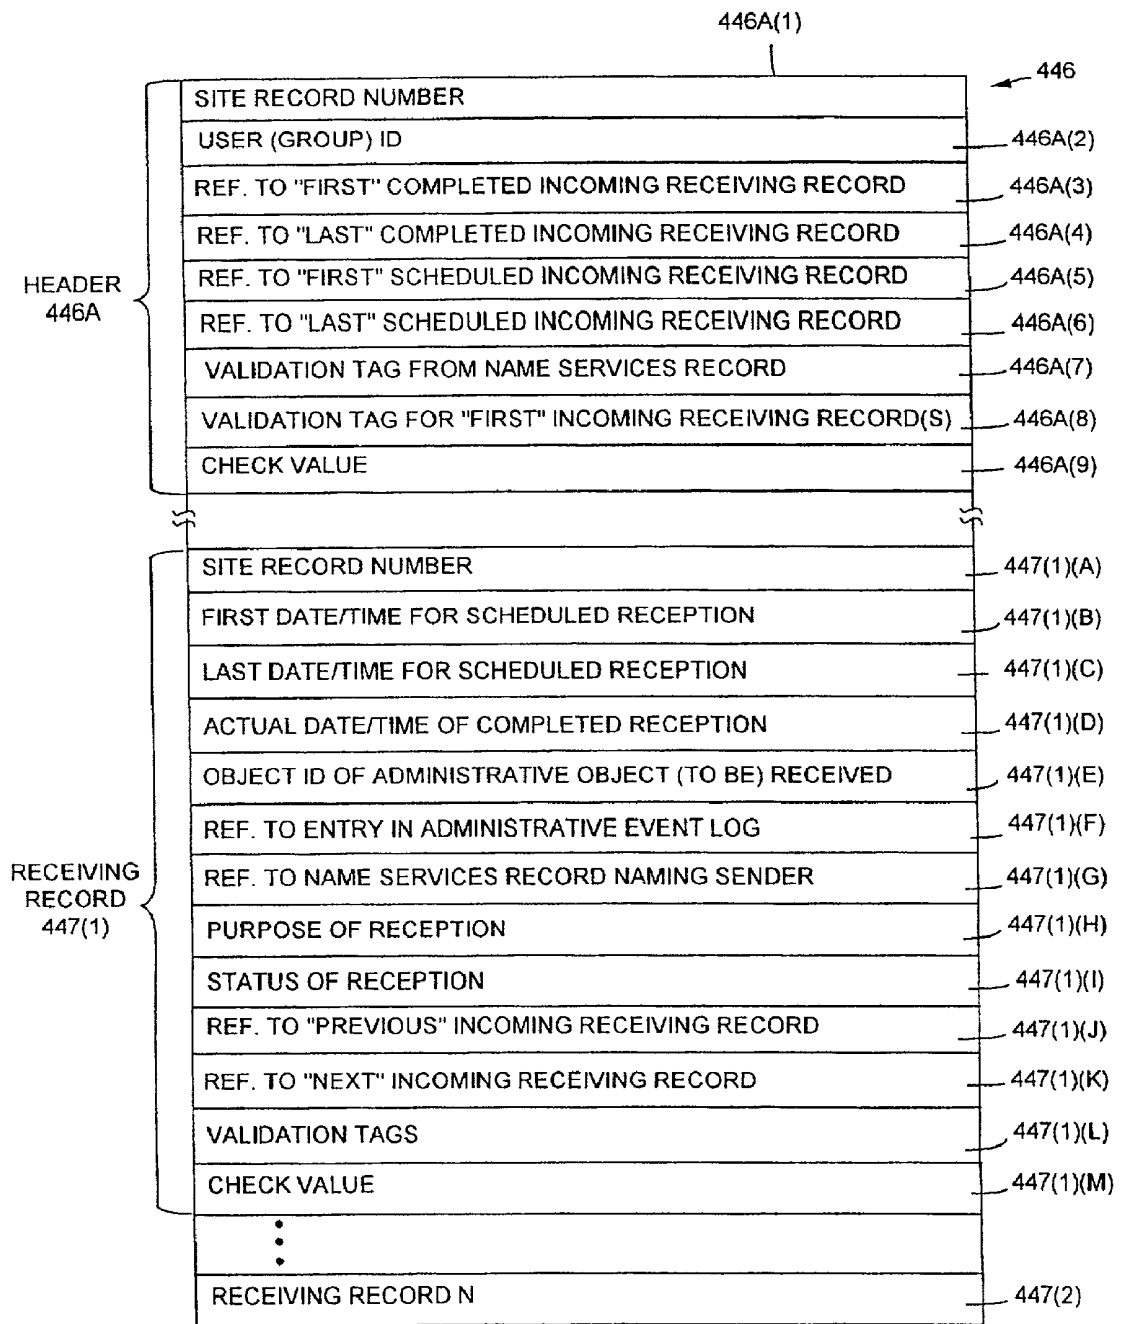 446A(1)
446
SITE RECORD NUMBER
USER (GROUP) ID
446A(2)
REF. TO "FIRST" COMPLETED INCOMING RECEIVING RECORD
446A(3)
REF. TO "LAST" COMPLETED INCOMING RECEIVING RECORD
446A(4)
REF. TO "FIRST" SCHEDULED INCOMING RECEIVING RECORD
446A(5)
REF. TO "LAST" SCHEDULED INCOMING RECEIVING RECORD
446A(6)
VALIDATION TAG FROM NAME SERVICES RECORD
446A(7)
VALIDATION TAG FOR "FIRST" INCOMING RECEIVING RECORD(S)
446A(8)
CHECK VALUE
446A(9)
HEADER
446A
SITE RECORD NUMBER
447(1)(A)
FIRST DATE/TIME FOR SCHEDULED RECEPTION
447(1)(B)
LAST DATE/TIME FOR SCHEDULED RECEPTION
447(1)(C)
ACTUAL DATE/TIME OF COMPLETED RECEPTION
447(1)(D)
OBJECT ID OF ADMINISTRATIVE OBJECT (TO BE) RECEIVED
447(1)(E)
REF. TO ENTRY IN ADMINISTRATIVE EVENT LOG
447(1)(F)
REF. TO NAME SERVICES RECORD NAMING SENDER
447(1)(G)
PURPOSE OF RECEPTION
447(1)(H)
STATUS OF RECEPTION
447(1)(I)
REF. TO "PREVIOUS" INCOMING RECEIVING RECORD
447(1)(J)
REF. TO "NEXT" INCOMING RECEIVING RECORD
447(1)(K)
VALIDATION TAGS
447(1)(L)
CHECK VALUE
447(1)(M)
RECEIVING
RECORD
447(1)
RECEIVING RECORD N
447(2)